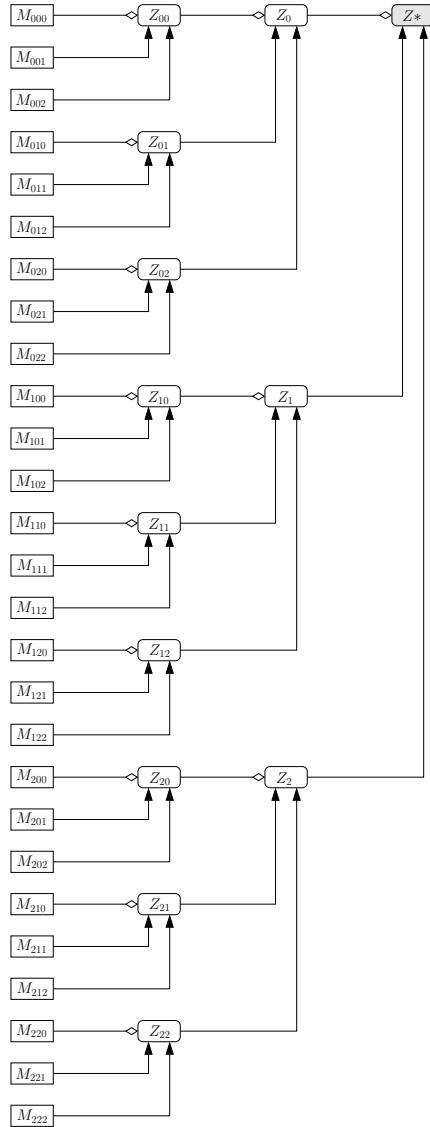 M₀₀₀ Z₀₀ Z₀ Z*
M₀₀₁
M₀₀₂
M₀₁₀ Z₀₁
M₀₁₁
M₀₁₂
M₀₂₀ Z₀₂
M₀₂₁
M₀₂₂
M₁₀₀ Z₁₀ Z₁
M₁₀₁
M₁₀₂
M₁₁₀ Z₁₁
M₁₁₁
M₁₁₂
M₁₂₀ Z₁₂
M₁₂₁
M₁₂₂
M₂₀₀ Z₂₀ Z₂
M₂₀₁
M₂₀₂
M₂₁₀ Z₂₁
M₂₁₁
M₂₁₂
M₂₂₀ Z₂₂
M₂₂₁
M₂₂₂